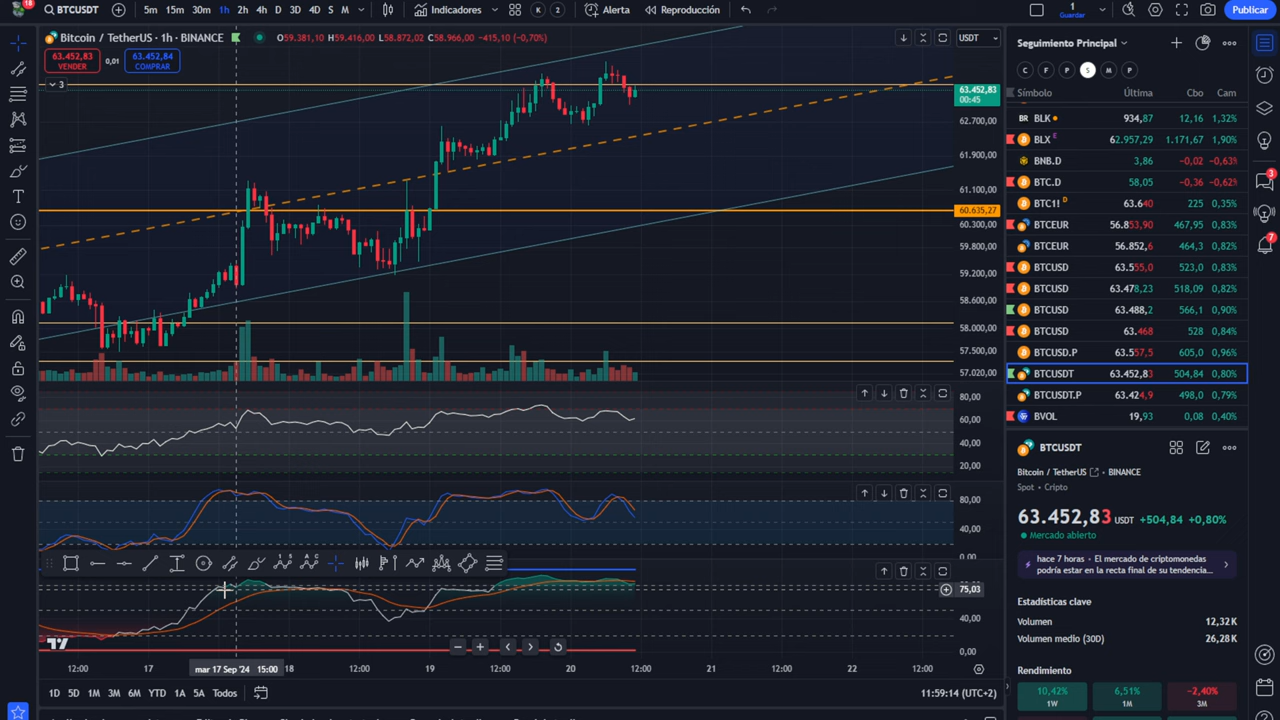 18
BTCUSDT
5m 15m 30m 1h 2h 4h D 3D 4D S M
Indicadores
K 2
Alerta
Reproducción
1
Guardar
Publicar
Bitcoin / TetherUS · 1h · BINANCE
O59.381,10 H59.416,00 L58.872,02 C58.966,00 −415,10 (−0,70%)
USDT
63.452,83
VENDER
0,01
63.452,84
COMPRAR
3
63.452,83
00:45
62.700,00
61.900,00
61.100,00
60.635,27
60.300,00
59.800,00
59.200,00
58.600,00
58.000,00
57.500,00
57.020,00
80,00
60,00
40,00
20,00
80,00
40,00
0,00
75,03
40,00
0,00
12:00 17 mar 17 Sep '24 15:00 18 12:00 19 12:00 20 12:00 21 12:00 22 12:00
1D 5D 1M 3M 6M YTD 1A 5A Todos
11:59:14 (UTC+2)
Seguimiento Principal
C F P S M P
Símbolo Última Cbo Cam
BLK 934,87 12,16 1,32%
BLX E 62.957,29 1.171,67 1,90%
BNB.D 3,86 −0,02 −0,63%
BTC.D 58,05 −0,36 −0,62%
BTC1! D 63.640 225 0,35%
BTCEUR 56.853,90 467,95 0,83%
BTCEUR 56.852,6 464,3 0,82%
BTCUSD 63.555,0 523,0 0,83%
BTCUSD 63.478,23 518,09 0,82%
BTCUSD 63.488,2 566,1 0,90%
BTCUSD 63.468 528 0,84%
BTCUSD.P 63.557,5 605,0 0,96%
BTCUSDT 63.452,83 504,84 0,80%
BTCUSDT.P 63.424,9 498,0 0,79%
BVOL 19,93 0,08 0,40%
3
7
BTCUSDT
Bitcoin / TetherUS · BINANCE
Spot · Cripto
63.452,83 USDT +504,84 +0,80%
Mercado abierto
hace 7 horas · El mercado de criptomonedas
podría estar en la recta final de su tendencia...
Estadísticas clave
Volumen 12,32 K
Volumen medio (30D) 26,28 K
Rendimiento
10,42%
1W
6,51%
1M
−2,40%
3M